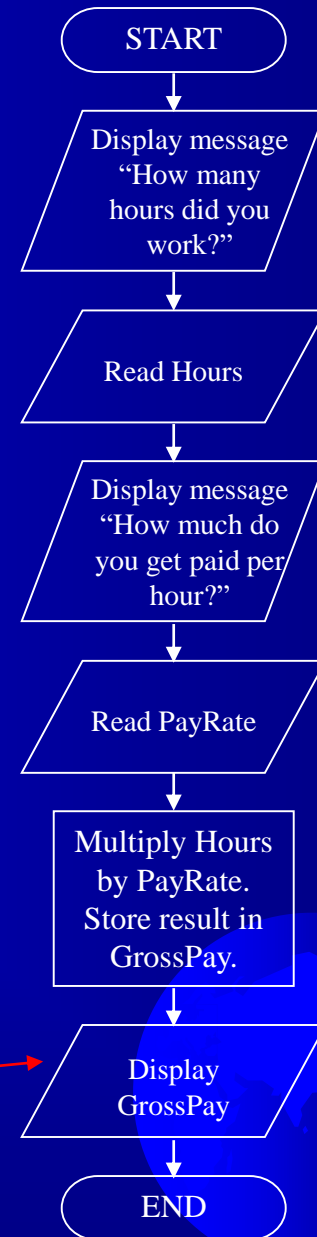 START
Display message
“How many
hours did you
work?”
Read Hours
Display message
“How much do
you get paid per
hour?”
Read PayRate
Multiply Hours
by PayRate.
Store result in
GrossPay.
Display
GrossPay
END